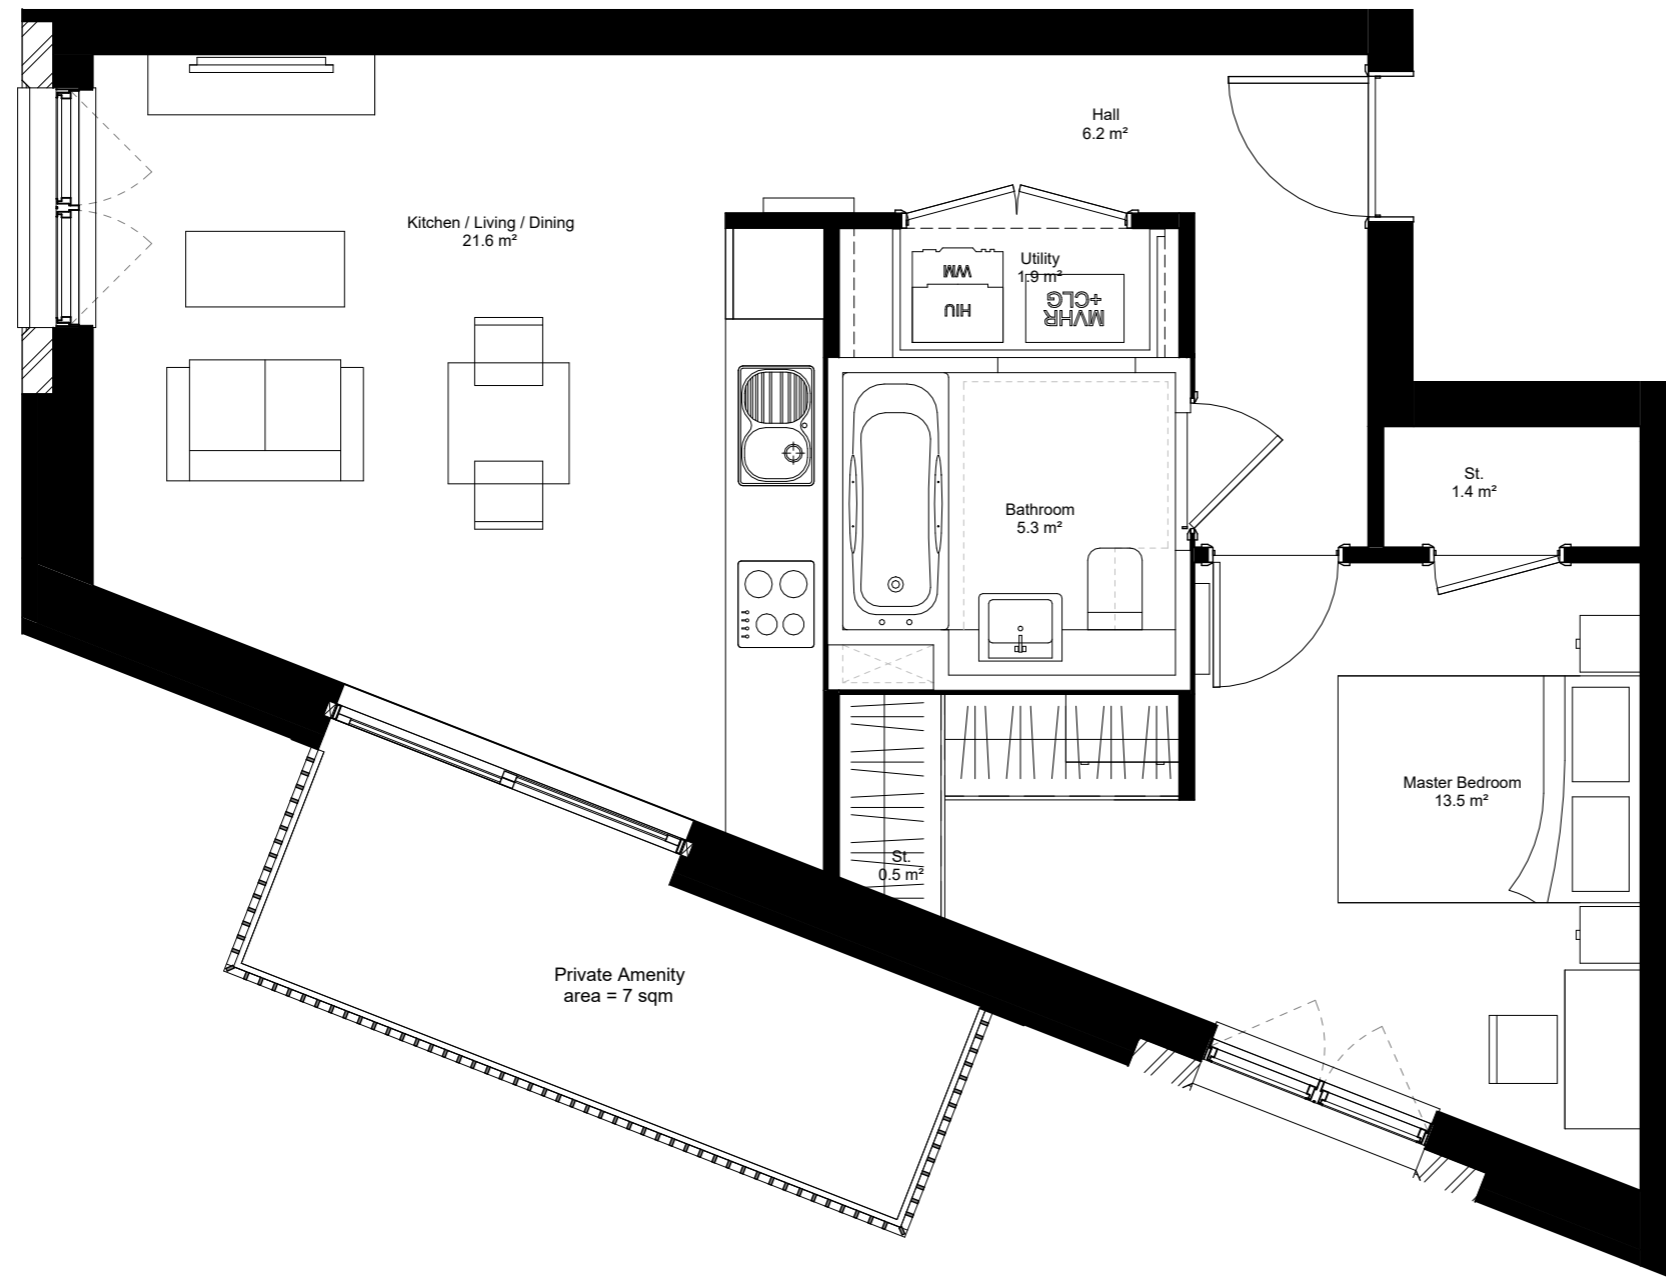 Hall
6.2 m²
Kitchen / Living / Dining
21.6 m²
Utility
1.9 m²
WM
HIU
MVHR
+CLG
St.
1.4 m²
Bathroom
5.3 m²
Master Bedroom
13.5 m²
St.
0.5 m²
Private Amenity
area = 7 sqm